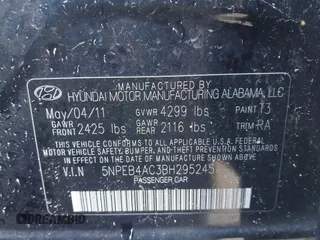 MANUFACTURED BY
HYUNDAI MOTOR MANUFACTURING ALABAMA, LLC
May/04/11 GVWR 4299 lbs PAINT T3
GAWR FRONT 2425 lbs GAWR REAR 2116 lbs TRIM RA
THIS VEHICLE CONFORMS TO ALL APPLICABLE U.S. FEDERAL
MOTOR VEHICLE SAFETY, BUMPER, AND THEFT PREVENTION STANDARDS
IN EFFECT ON THE DATE OF MANUFACTURE SHOWN ABOVE.
V.I.N 5NPEB4AC3BH295245
PASSENGER CAR
DREAMBID